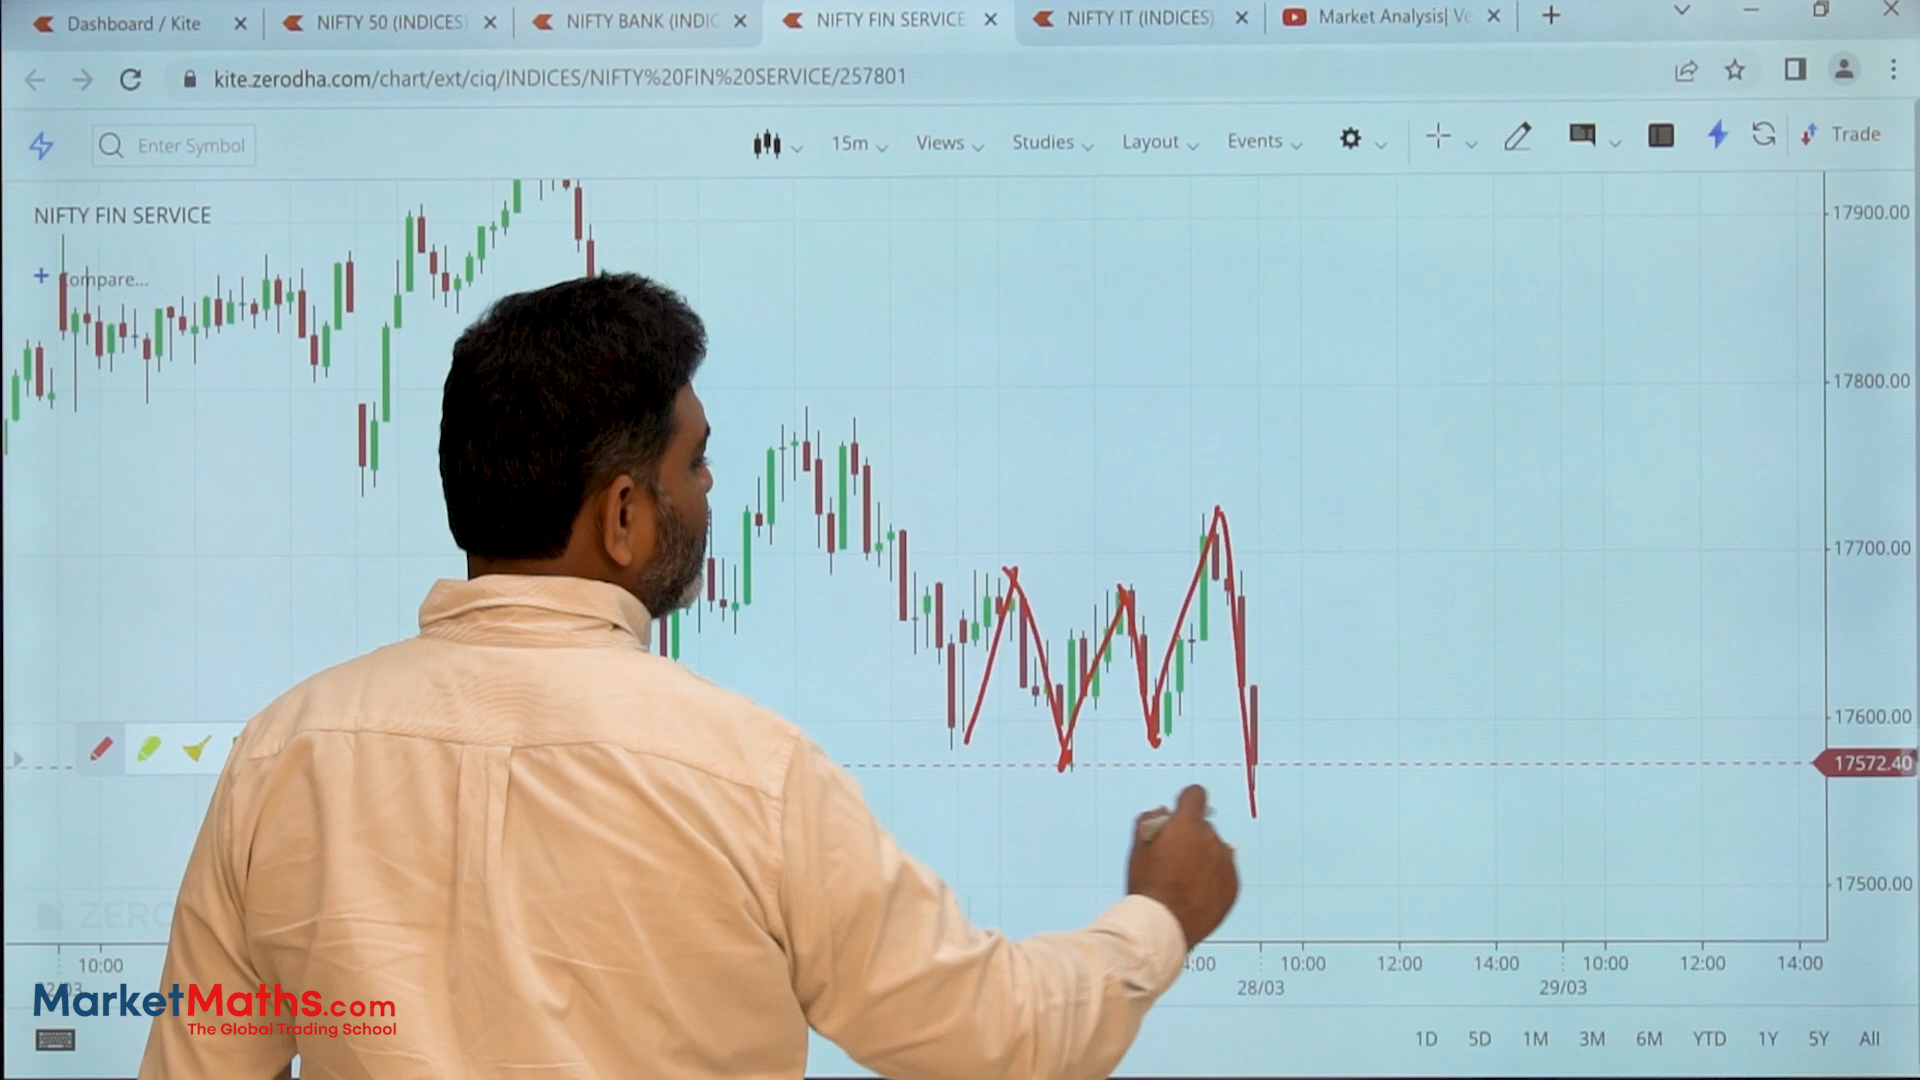 Dashboard / Kite
NIFTY 50 (INDICES)
NIFTY BANK (INDIC
NIFTY FIN SERVICE
NIFTY IT (INDICES)
Market Analysis| Ve
kite.zerodha.com/chart/ext/ciq/INDICES/NIFTY%20FIN%20SERVICE/257801
Enter Symbol
15m
Views
Studies
Layout
Events
Trade
NIFTY FIN SERVICE
Compare...
17900.00
17800.00
17700.00
17600.00
17572.40
17500.00
10:00
10:00 12:00 14:00 10:00 12:00 14:00
28/03 29/03
MarketMaths.com
The Global Trading School
1D 5D 1M 3M 6M YTD 1Y 5Y All